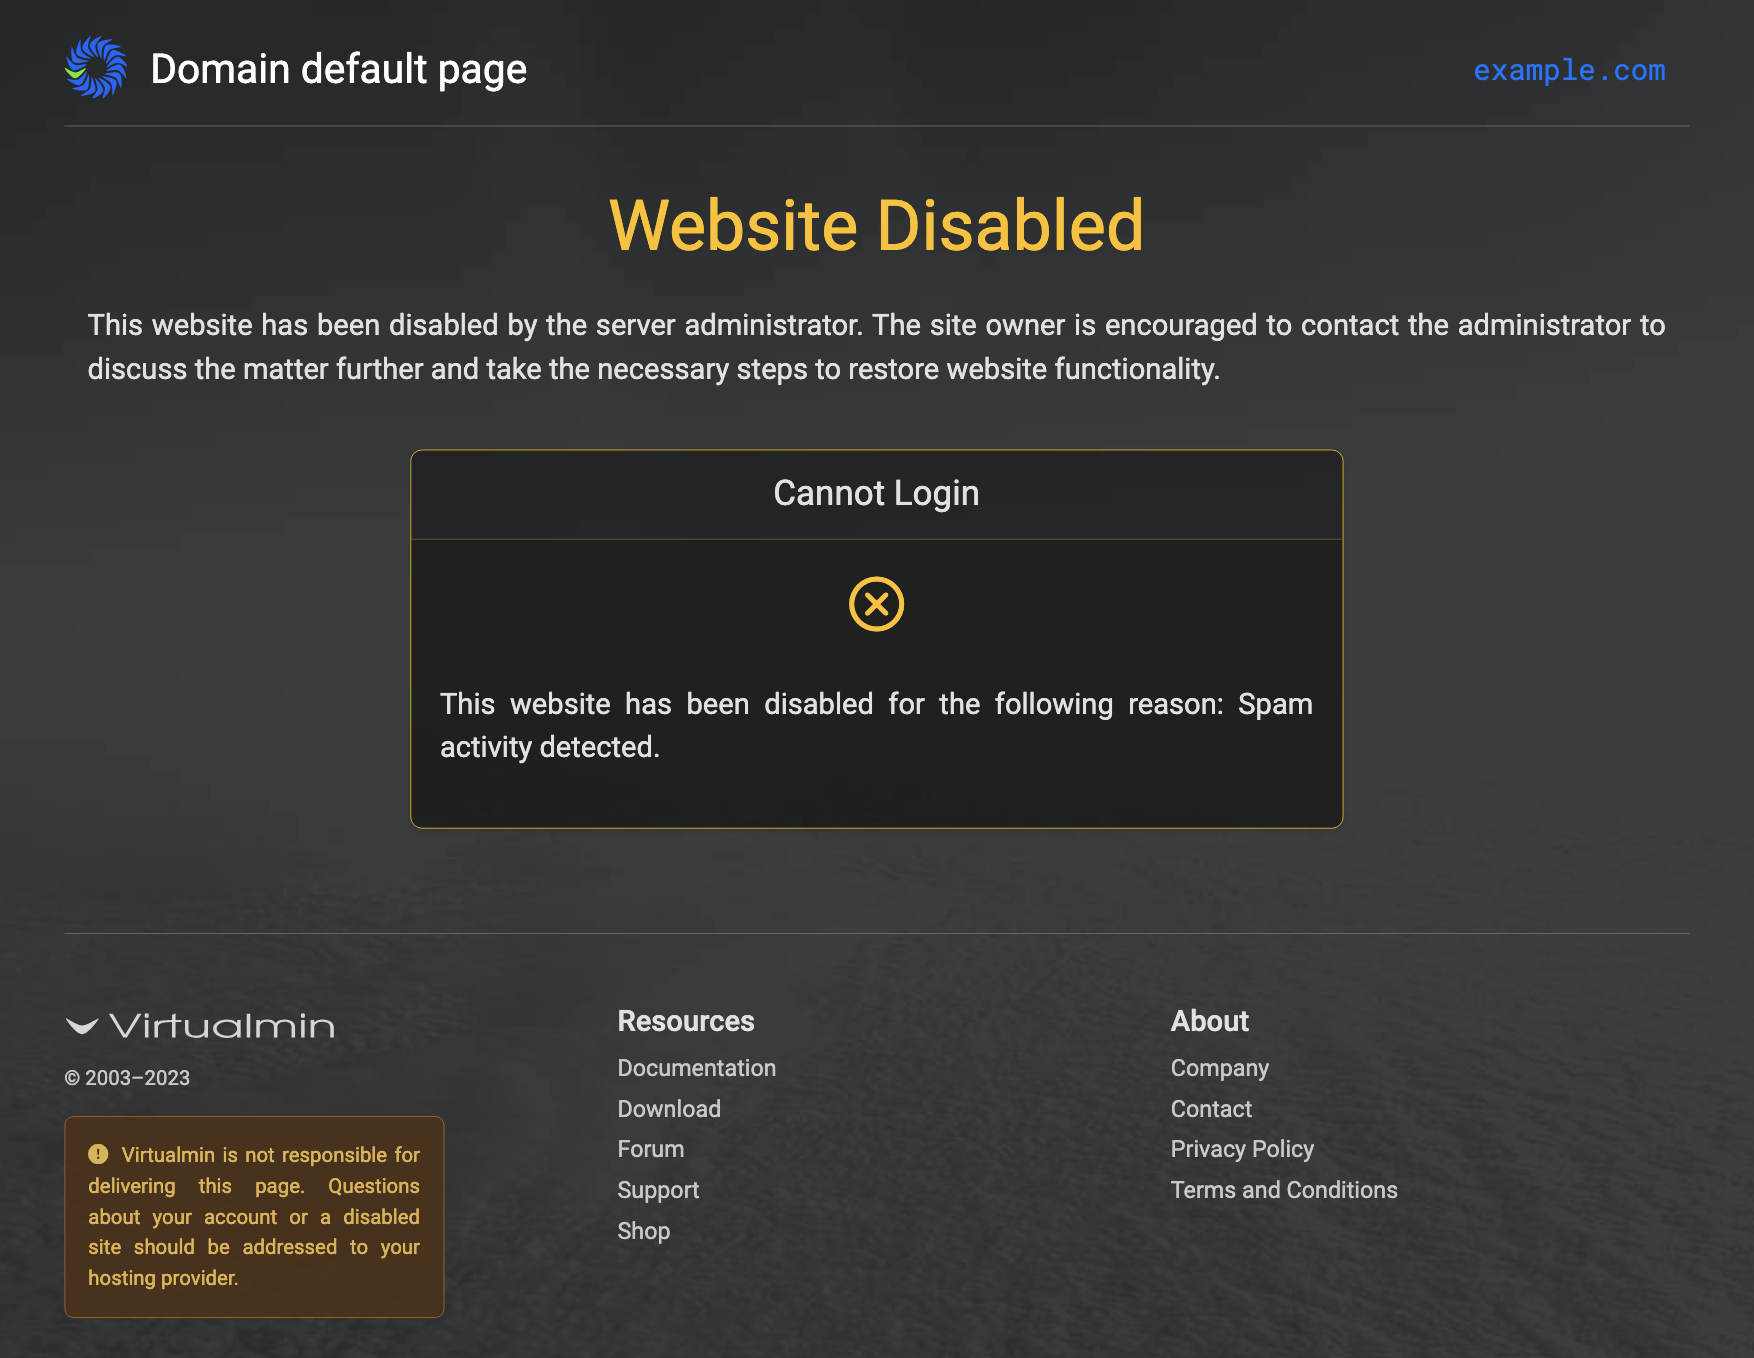 Domain default page
example.com
Website Disabled
This website has been disabled by the server administrator. The site owner is encouraged to contact the administrator to
discuss the matter further and take the necessary steps to restore website functionality.
Cannot Login
This website has been disabled for the following reason: Spam
activity detected.
Virtualmin
© 2003–2023
Virtualmin is not responsible for
delivering this page. Questions
about your account or a disabled
site should be addressed to your
hosting provider.
Resources
Documentation
Download
Forum
Support
Shop
About
Company
Contact
Privacy Policy
Terms and Conditions